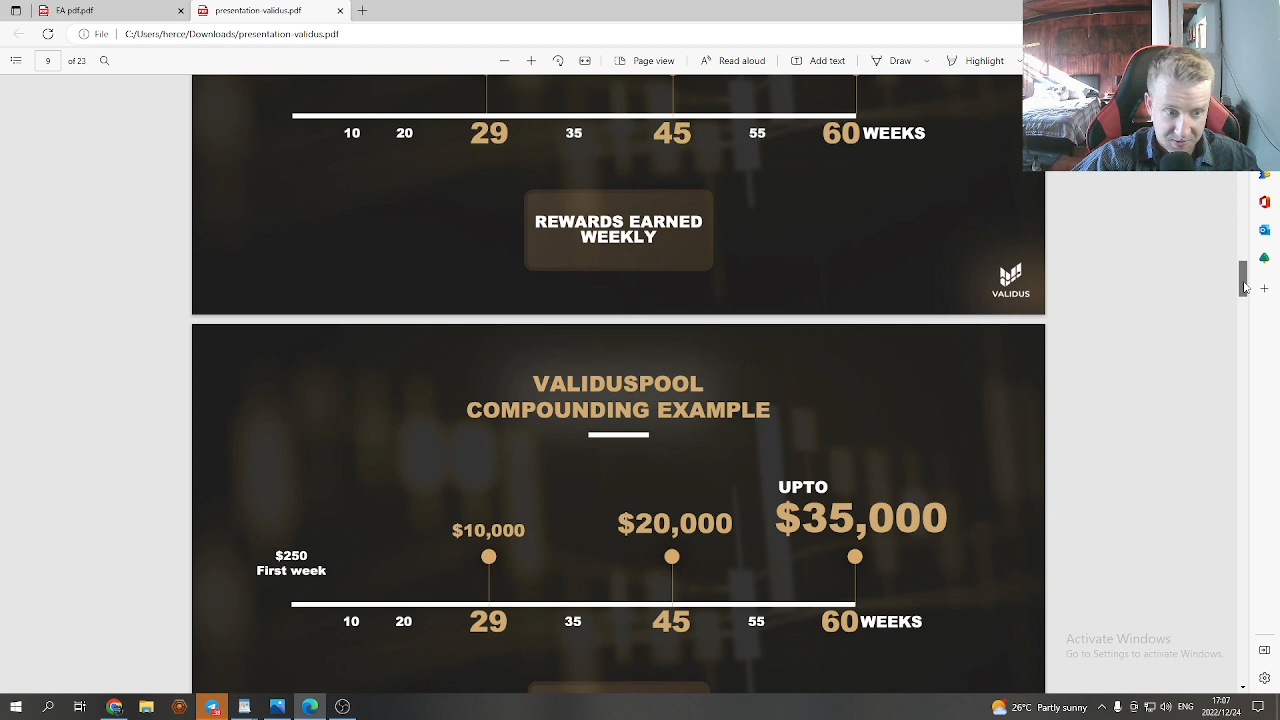 EA pdf.pdf
presentation-validus.pdf
File
C:/Users/herce/Downloads/presentation-validus.pdf
9
of 23
Page view
Read aloud
Add text
Draw
Highlight
10
20
29
35
45
55
60 WEEKS
REWARDS EARNED
WEEKLY
VALIDUS
VALIDUSPOOL
COMPOUNDING EXAMPLE
UPTO
$35,000
$20,000
$10,000
$250
First week
10
20
29
35
45
55
60 WEEKS
Activate Windows
Go to Settings to activate Windows.
26°C Partly sunny
ENG
17:07
2022/12/24